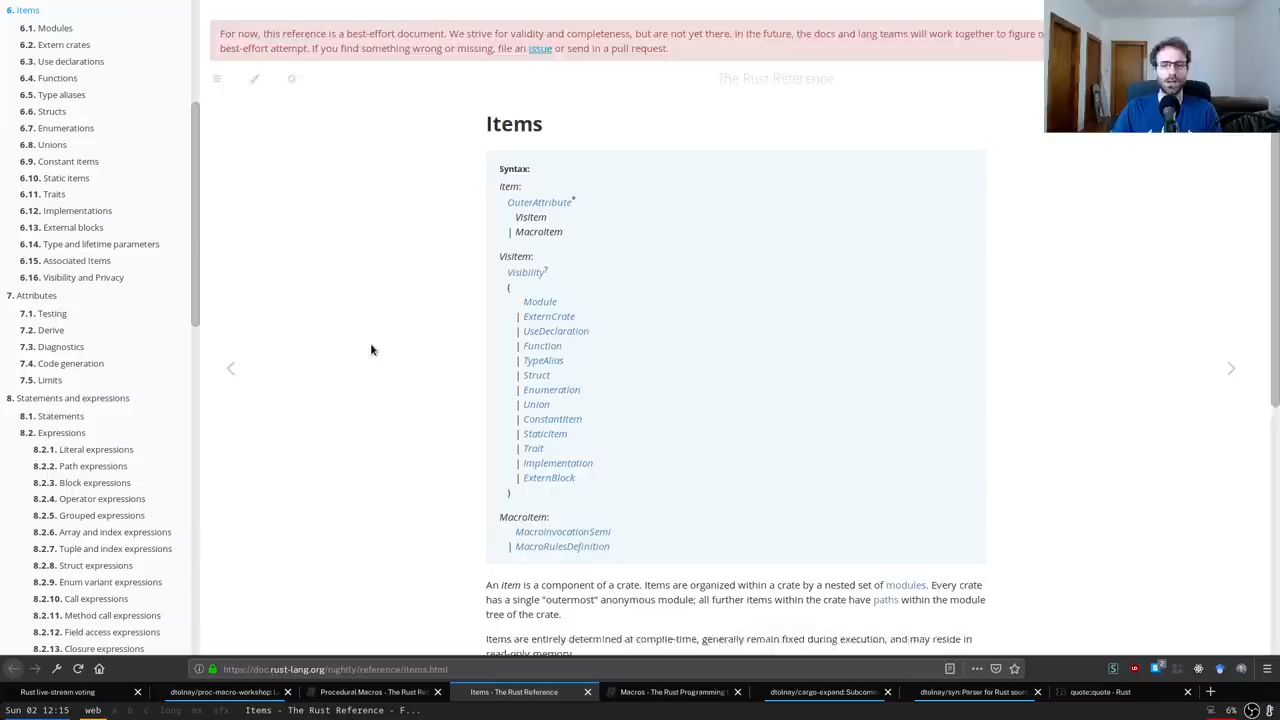 6. Items
6.1. Modules
6.2. Extern crates
6.3. Use declarations
6.4. Functions
6.5. Type aliases
6.6. Structs
6.7. Enumerations
6.8. Unions
6.9. Constant items
6.10. Static items
6.11. Traits
6.12. Implementations
6.13. External blocks
6.14. Type and lifetime parameters
6.15. Associated Items
6.16. Visibility and Privacy
7. Attributes
7.1. Testing
7.2. Derive
7.3. Diagnostics
7.4. Code generation
7.5. Limits
8. Statements and expressions
8.1. Statements
8.2. Expressions
8.2.1. Literal expressions
8.2.2. Path expressions
8.2.3. Block expressions
8.2.4. Operator expressions
8.2.5. Grouped expressions
8.2.6. Array and index expressions
8.2.7. Tuple and index expressions
8.2.8. Struct expressions
8.2.9. Enum variant expressions
8.2.10. Call expressions
8.2.11. Method call expressions
8.2.12. Field access expressions
8.2.13. Closure expressions
For now, this reference is a best-effort document. We strive for validity and completeness, but are not yet there. In the future, the docs and lang teams will work together to figure o
best-effort attempt. If you find something wrong or missing, file an issue or send in a pull request.
The Rust Reference
Items
Syntax:
Item:
OuterAttribute*
VisItem
| MacroItem
VisItem:
Visibility?
(
Module
| ExternCrate
| UseDeclaration
| Function
| TypeAlias
| Struct
| Enumeration
| Union
| ConstantItem
| StaticItem
| Trait
| Implementation
| ExternBlock
)
MacroItem:
MacroInvocationSemi
| MacroRulesDefinition
An item is a component of a crate. Items are organized within a crate by a nested set of modules. Every crate
has a single "outermost" anonymous module; all further items within the crate have paths within the module
tree of the crate.
Items are entirely determined at compile-time, generally remain fixed during execution, and may reside in
read-only memory.
https://doc.rust-lang.org/nightly/reference/items.html
Rust live-stream voting
dtolnay/proc-macro-workshop: L
Procedural Macros - The Rust Re
Items - The Rust Reference
Macros - The Rust Programming L
dtolnay/cargo-expand: Subcomm
dtolnay/syn: Parser for Rust sour
quote::quote - Rust
Sun 02 12:15 web a b c long mx sfx Items - The Rust Reference - F... 6%